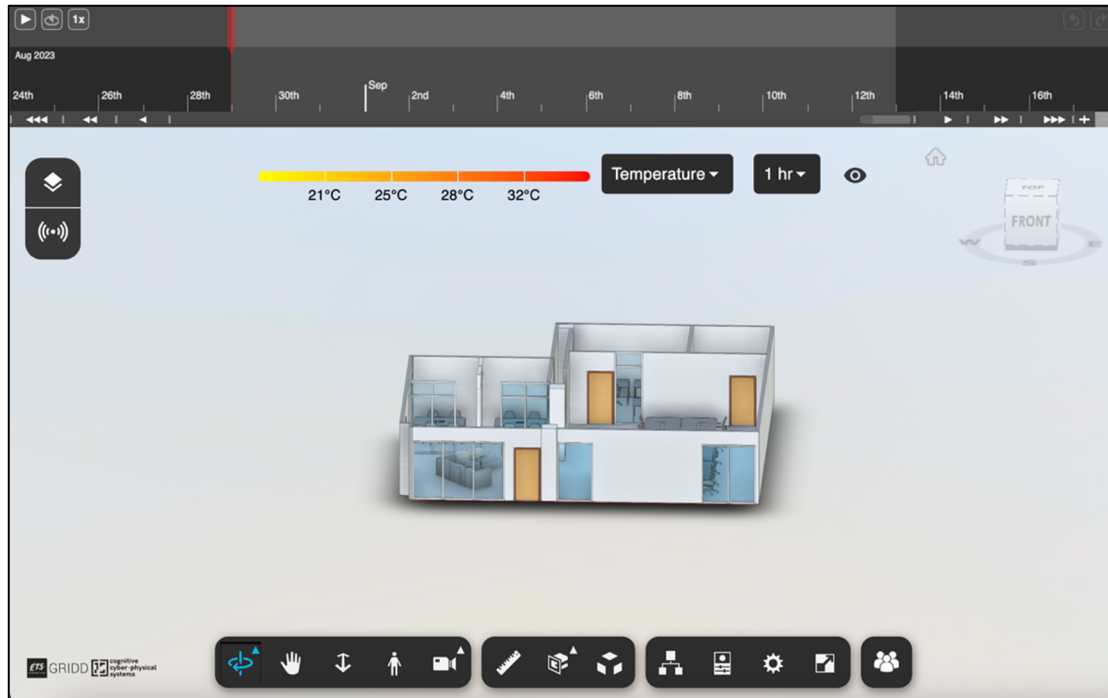 1x
Aug 2023
24th 26th 28th 30th Sep 2nd 4th 6th 8th 10th 12th 14th 16th
Temperature 1 hr
21°C 25°C 28°C 32°C
TOP
FRONT
W E
S
ETS GRIDD cognitive
cyber-physical
systems